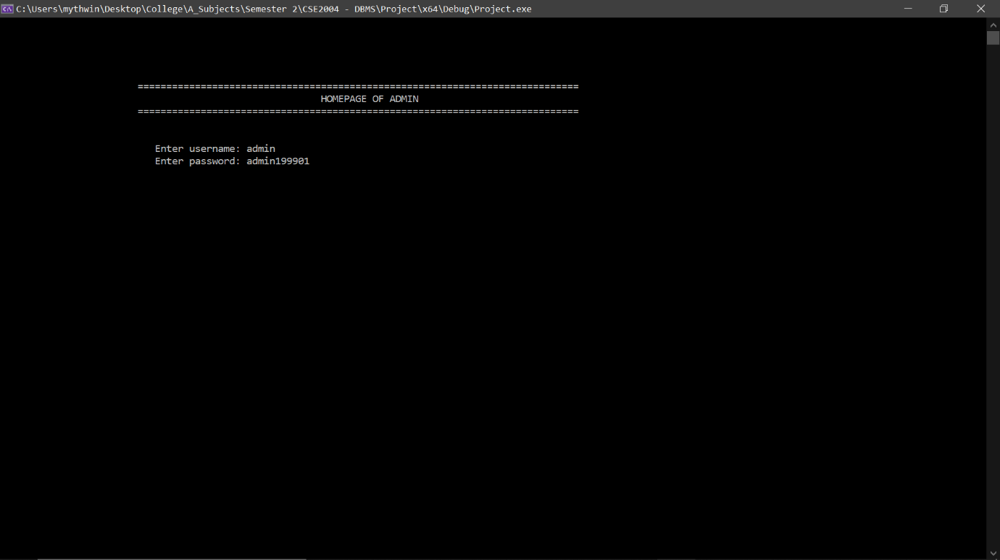 C:\Users\mythwin\Desktop\College\A_Subjects\Semester 2\CSE2004 - DBMS\Project\x64\Debug\Project.exe
=============================================================================
HOMEPAGE OF ADMIN
=============================================================================
Enter username: admin
Enter password: admin199901